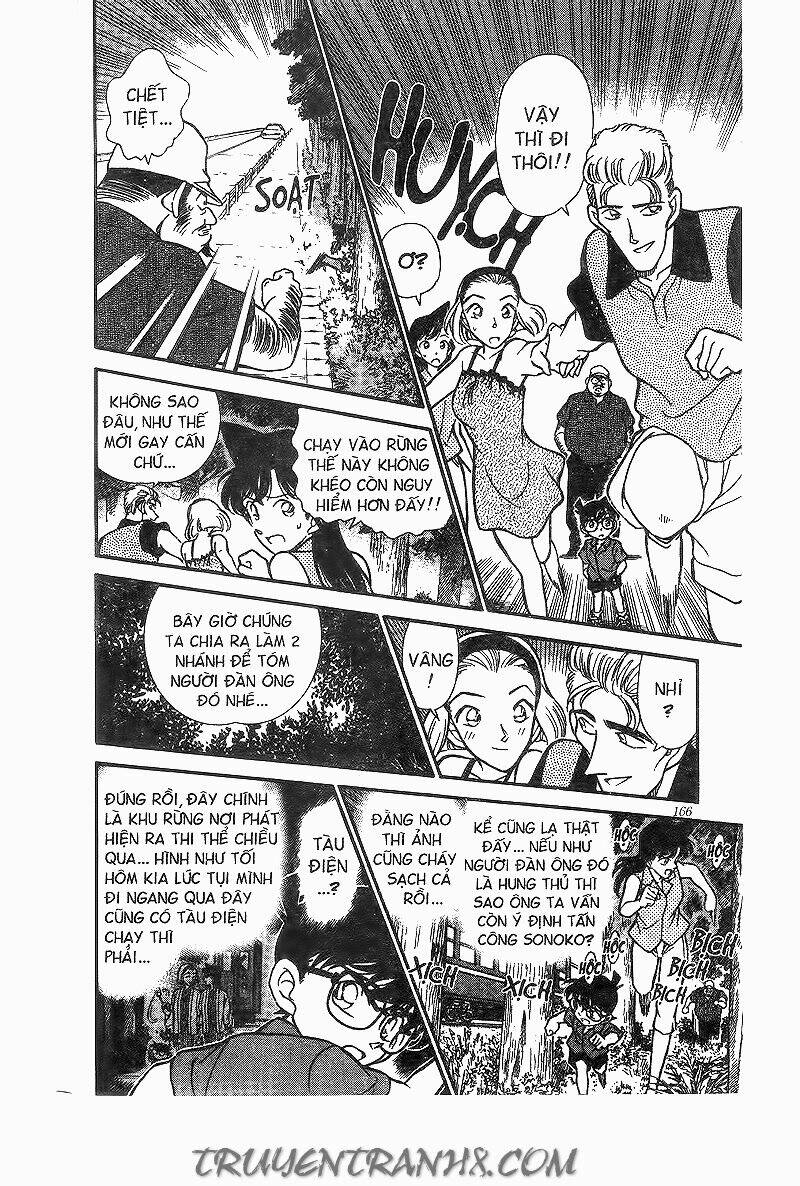 VẬY
THÌ ĐI
THÔI!!
HUỴCH
Ơ?
CHẾT
TIỆT...
SOẠT
CHẠY VÀO RỪNG
THẾ NÀY KHÔNG
KHÉO CÒN NGUY
HIỂM HƠN ĐẤY!!
KHÔNG SAO
ĐÂU, NHƯ THẾ
MỚI GAY CẤN
CHỨ...
NHỈ?
VÂNG
!
BÂY GIỜ CHÚNG
TA CHIA RA LÀM 2
NHÁNH ĐỂ TÓM
NGƯỜI ĐÀN ÔNG
ĐÓ NHÉ...
166
HỘC
HỘC
KỂ CŨNG LẠ THẬT
ĐẤY... NẾU NHƯ
NGƯỜI ĐÀN ÔNG ĐÓ
LÀ HUNG THỦ THÌ
SAO ÔNG TA VẪN
CÒN Ý ĐỊNH TẤN
CÔNG SONOKO?
ĐẰNG NÀO
THÌ ẢNH
CŨNG CHÁY
SẠCH CẢ
RỒI...
HỘC
HỘC
BỊCH
BỊCH
BỊCH
XỊCH
XỊCH
TÀU
ĐIỆN
...?
ĐÚNG RỒI, ĐÂY CHÍNH
LÀ KHU RỪNG NƠI PHÁT
HIỆN RA THI THỂ CHIỀU
QUA... HÌNH NHƯ TỐI
HÔM KIA LÚC TỤI MÌNH
ĐI NGANG QUA ĐÂY
CŨNG CÓ TÀU ĐIỆN
CHẠY THÌ
PHẢI...
TRUYENTRANH8.COM